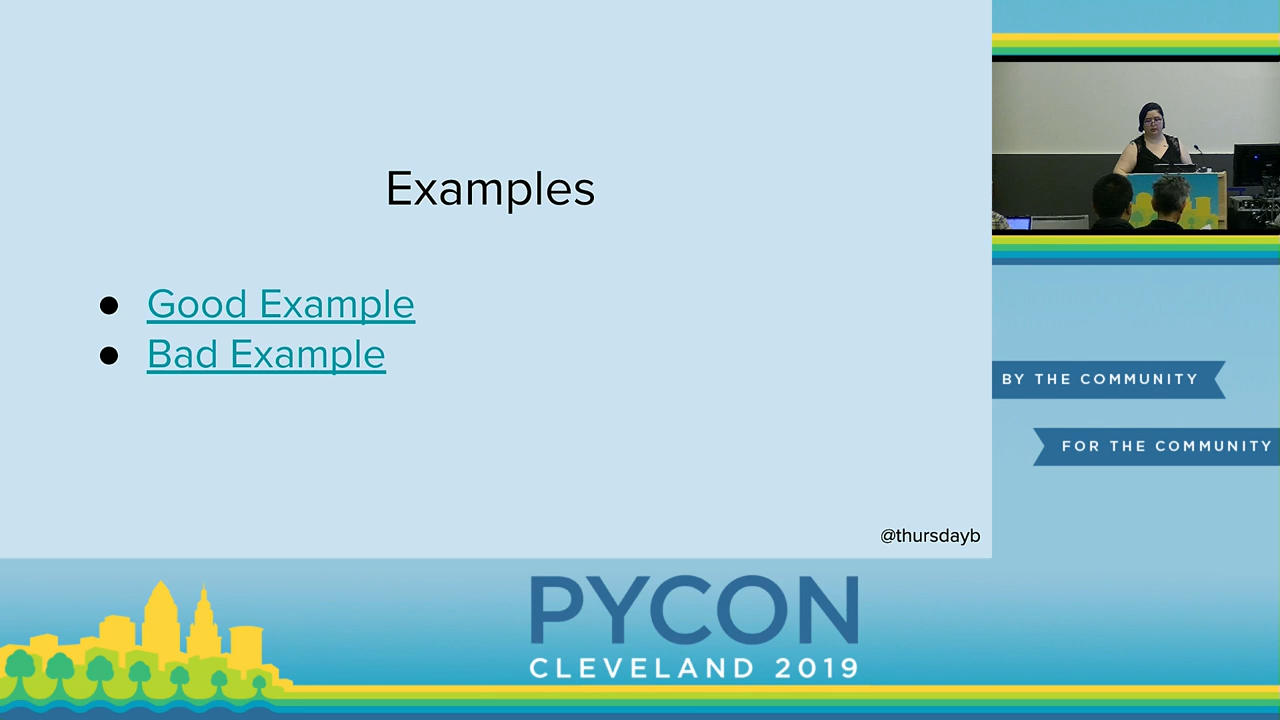 Examples
● Good Example
● Bad Example
@thursdayb
BY THE COMMUNITY
FOR THE COMMUNITY
PYCON
CLEVELAND 2019